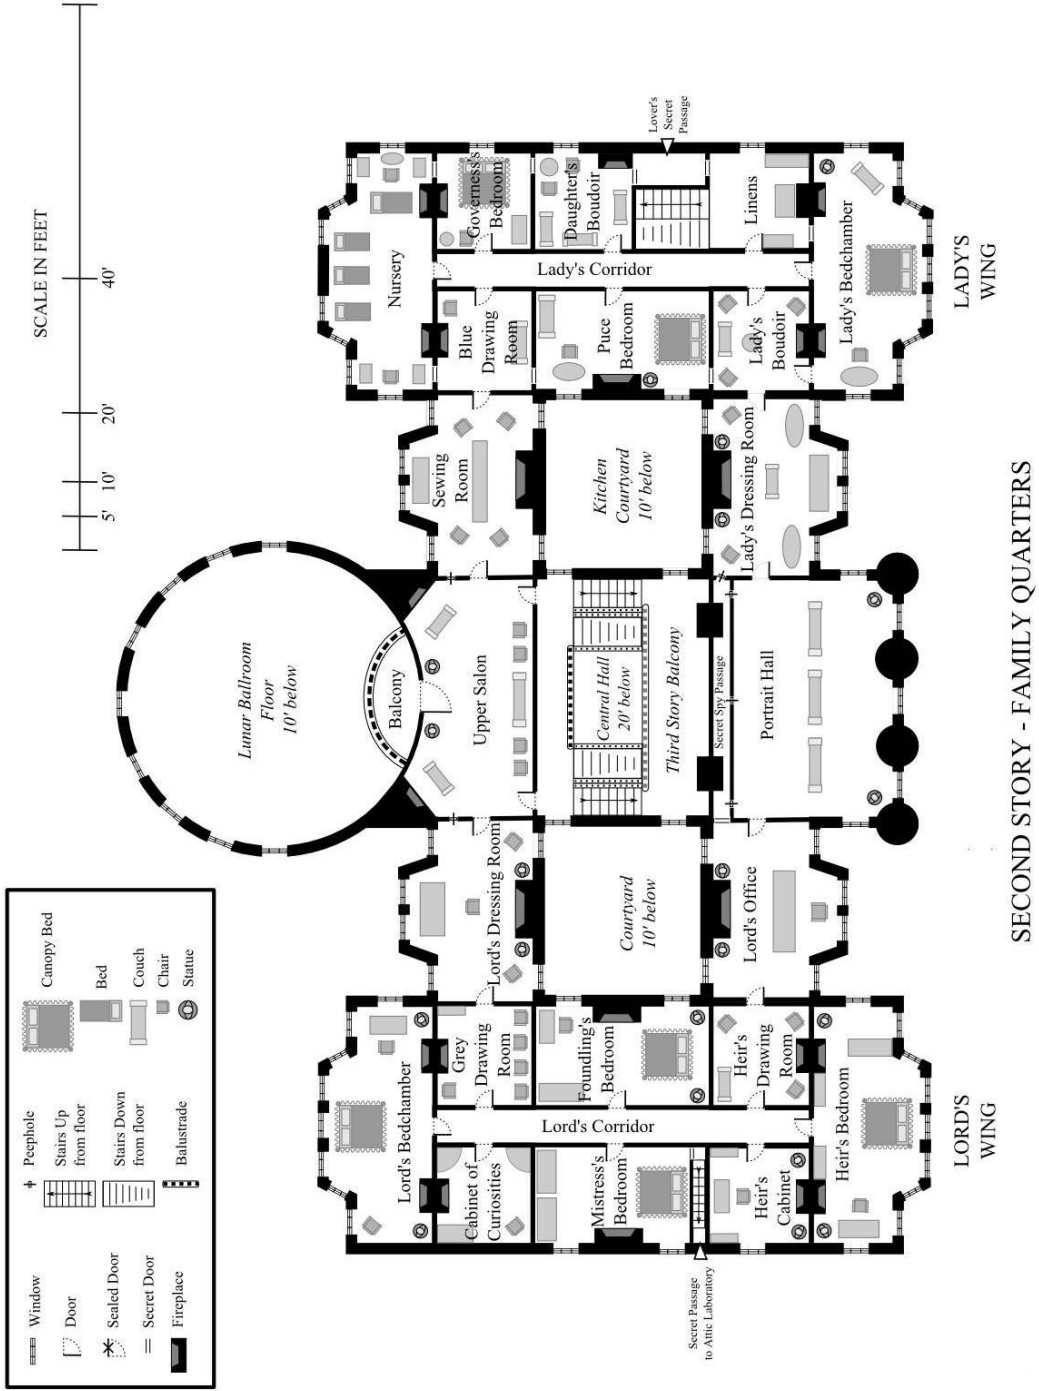 SCALE IN FEET
5'
10'
20'
40'
Lover's
Secret
Passage
Nursery
Governess's
Bedroom
Daughter's
Boudoir
Linens
Lady's Bedchamber
Lady's Corridor
Blue
Drawing
Room
Puce
Bedroom
Lady's
Boudoir
LADY'S
WING
Sewing
Room
Kitchen
Courtyard
10' below
Lady's Dressing Room
Lunar Ballroom
Floor
10' below
Balcony
Upper Salon
Central Hall
20' below
Third Story Balcony
Secret Spy Passage
Portrait Hall
Lord's Dressing Room
Courtyard
10' below
Lord's Office
Lord's Bedchamber
Grey
Drawing
Room
Foundling's
Bedroom
Heir's
Drawing
Room
Heir's Bedroom
Lord's Corridor
Cabinet of
Curiosities
Mistress's
Bedroom
Heir's
Cabinet
LORD'S
WING
Secret Passage
to Attic Laboratory
Window
Door
Sealed Door
Secret Door
Fireplace
Peephole
Stairs Up
from floor
Stairs Down
from floor
Balustrade
Canopy Bed
Bed
Couch
Chair
Statue
SECOND STORY - FAMILY QUARTERS